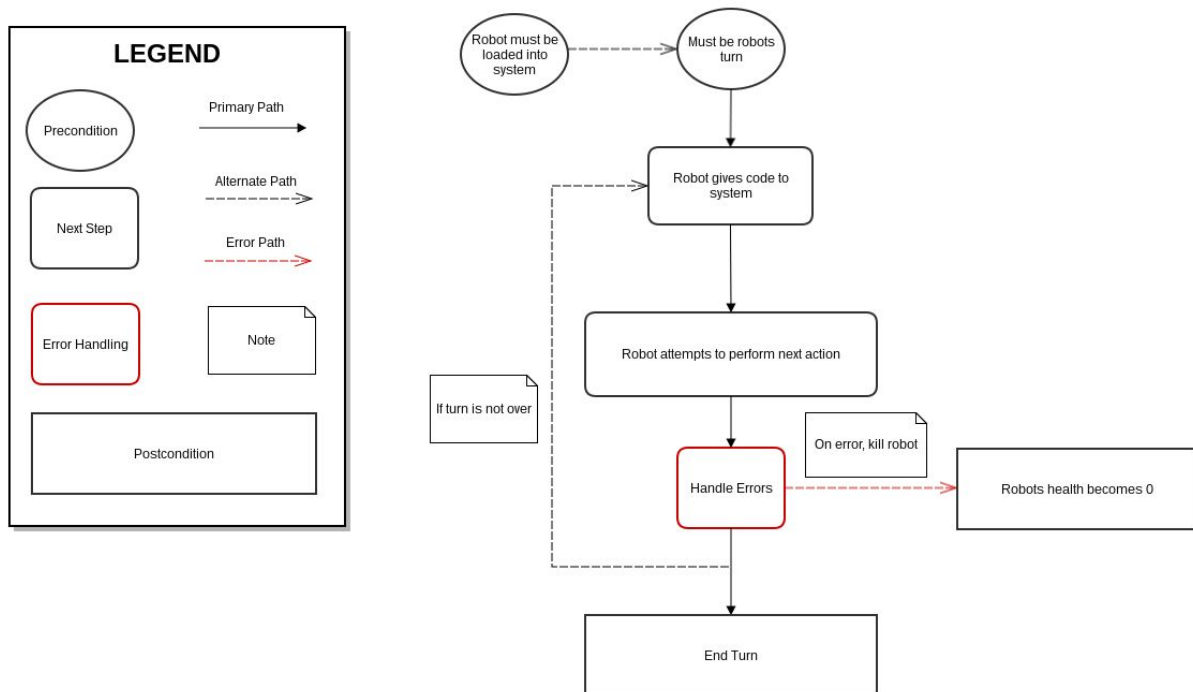 LEGEND
Precondition
Primary Path
Alternate Path
Next Step
Error Path
Error Handling
Note
Postcondition
Robot must be
loaded into
system
Must be robots
turn
Robot gives code to
system
Robot attempts to perform next action
If turn is not over
On error, kill robot
Handle Errors
Robots health becomes 0
End Turn